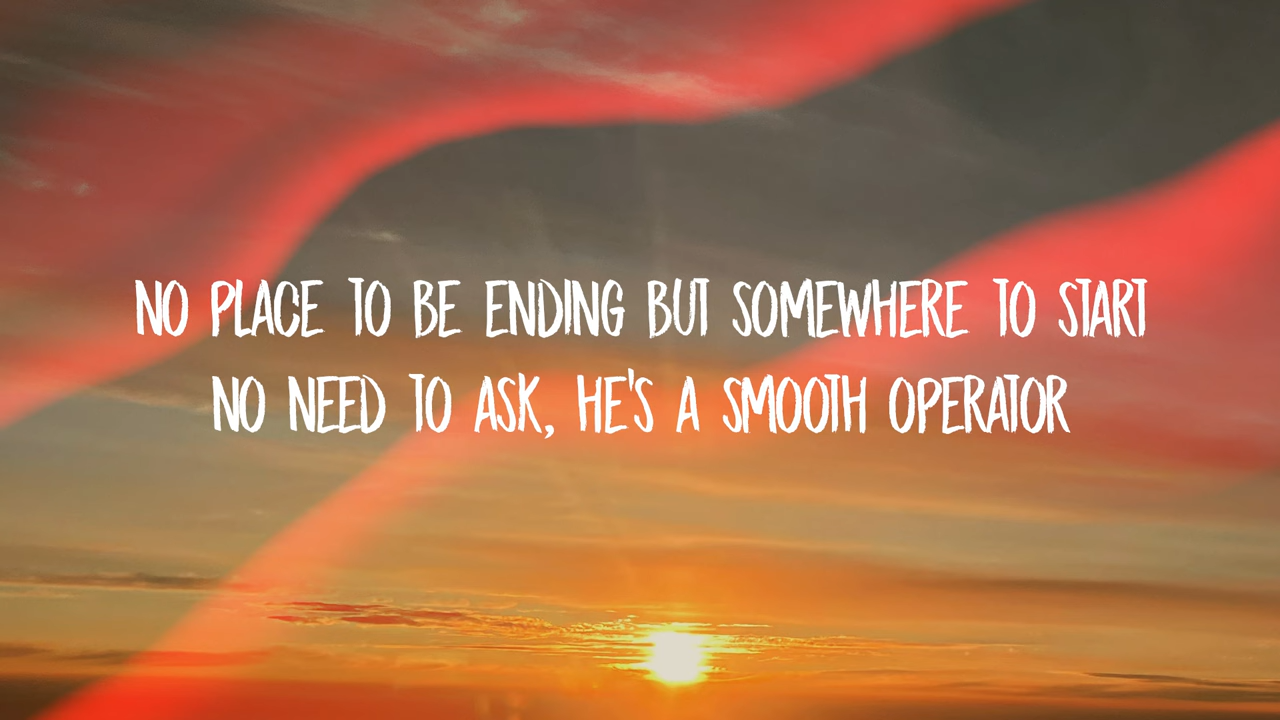 NO PLACE TO BE ENDING BUT SOMEWHERE TO START
NO NEED TO ASK, HE'S A SMOOTH OPERATOR